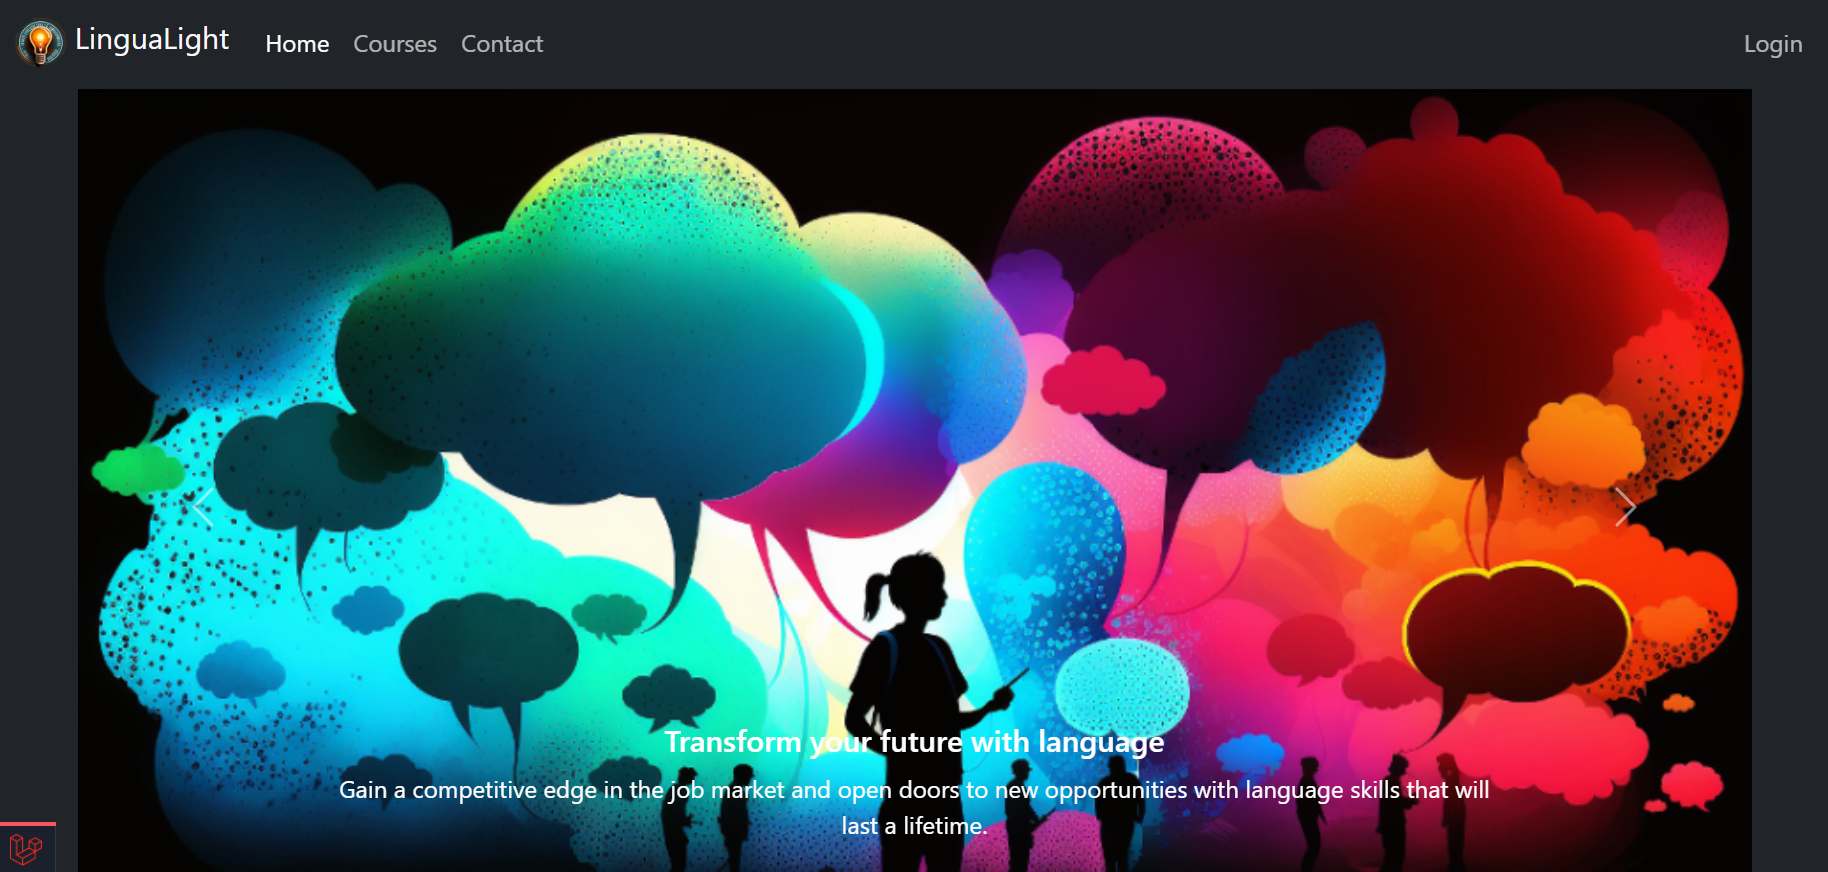 LinguaLight
Home
Courses
Contact
Login
Transform your future with language
Gain a competitive edge in the job market and open doors to new opportunities with language skills that will
last a lifetime.